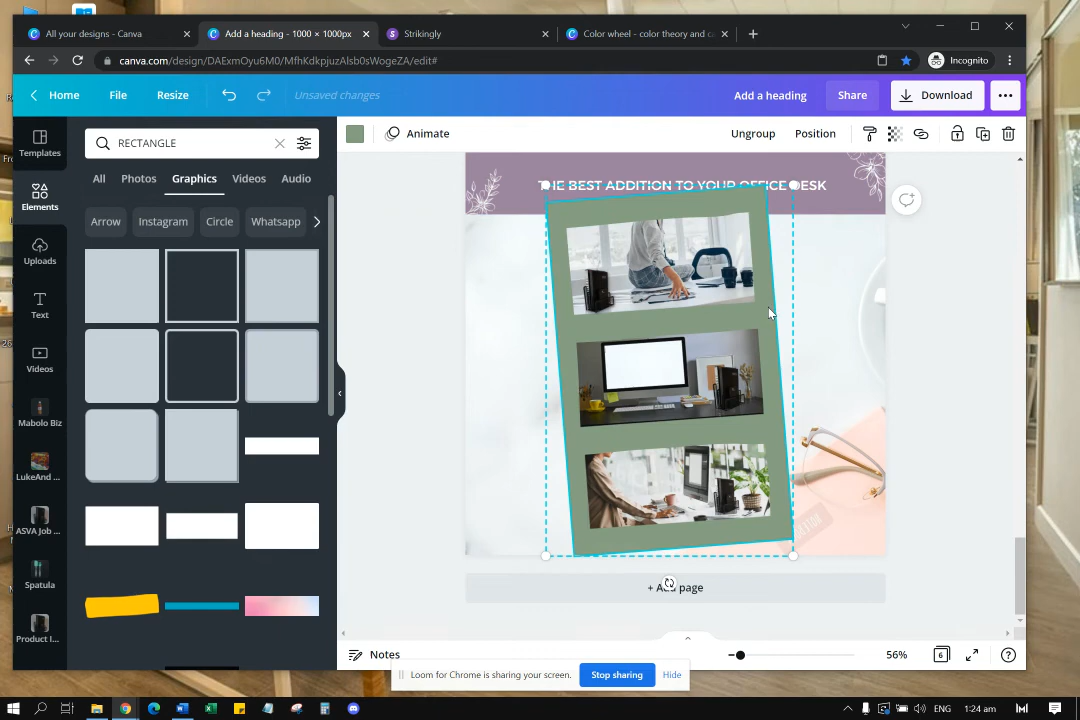 All your designs - Canva
Add a heading - 1000 × 1000px
Strikingly
Color wheel - color theory and ca
canva.com/design/DAExmOyu6M0/MfhKdkpjuzAlsb0sWogeZA/edit#
Incognito
Home
File
Resize
Unsaved changes
Add a heading
Share
Download
Templates
RECTANGLE
Animate
Ungroup
Position
All
Photos
Graphics
Videos
Audio
Elements
THE BEST ADDITION TO YOUR OFFICE DESK
Arrow
Instagram
Circle
Whatsapp
Uploads
Text
Videos
Mabolo Biz
LukeAnd ...
ASVA Job ...
Spatula
Product I...
+ Add page
Notes
56%
6
Loom for Chrome is sharing your screen.
Stop sharing
Hide
ENG
1:24 am